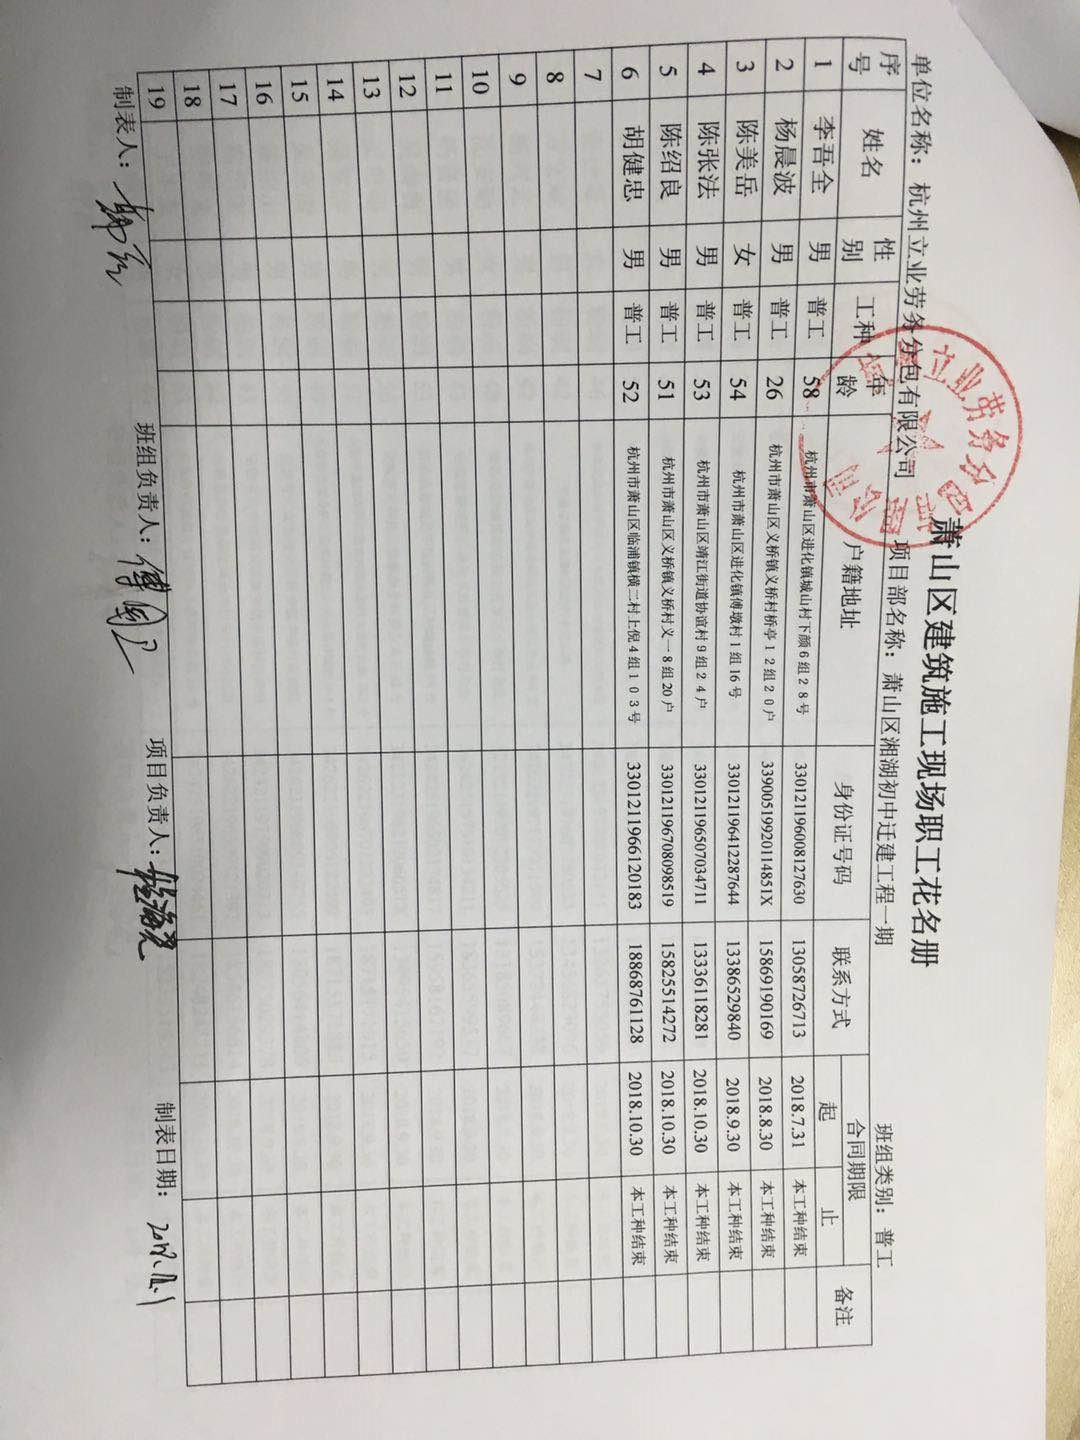 萧山区建筑施工现场职工花名册
单位名称：杭州立业劳务分包有限公司 项目部名称：萧山区湘湖初中迁建工程一期 班组类别：普工
序号 姓名 性别 工种 年龄 户籍地址 身份证号码 联系方式 合同期限 备注
起 止
1 李吾全 男 普工 58 杭州市萧山区进化镇城山村下颜6组28号 330121196008127630 13058726713 2018.7.31 本工种结束
2 杨晨波 男 普工 26 杭州市萧山区义桥镇义桥村桥亭12组20户 33900519920114851X 15869190169 2018.8.30 本工种结束
3 陈美岳 女 普工 54 杭州市萧山区进化镇傅墩村1组16号 330121196412287644 13386529840 2018.9.30 本工种结束
4 陈张法 男 普工 53 杭州市萧山区靖江街道协谊村9组24户 330121196507034711 13336118281 2018.10.30 本工种结束
5 陈绍良 男 普工 51 杭州市萧山区义桥镇义桥村义一8组20户 330121196708098519 15825514272 2018.10.30 本工种结束
6 胡健忠 男 普工 52 杭州市萧山区临浦镇横二村上倪4组103号 3301211966120183 18868761128 2018.10.30 本工种结束
7
8
9
10
11
12
13
14
15
16
17
18
19
制表人： 班组负责人： 项目负责人： 制表日期：